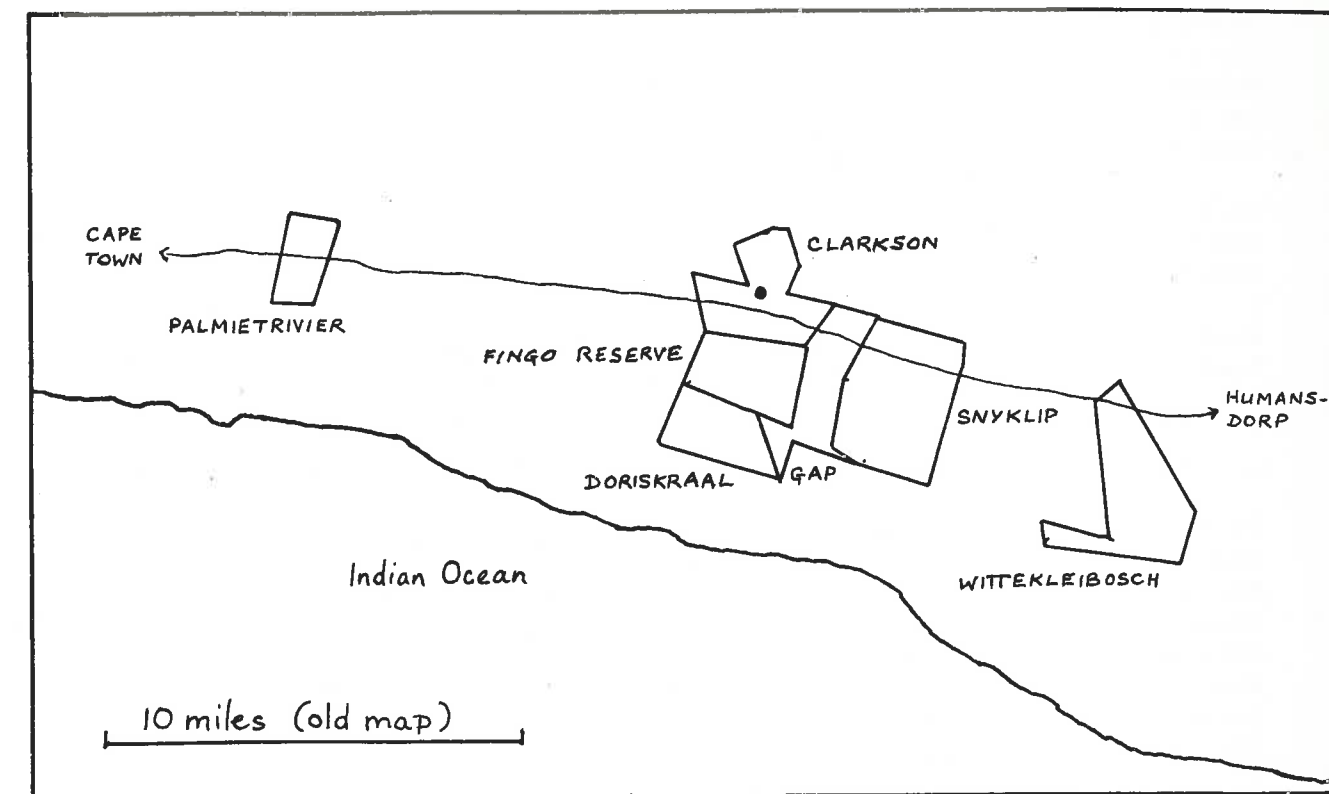 CAPE
TOWN
PALMIETRIVIER
CLARKSON
FINGO RESERVE
SNYKLIP
HUMANS-
DORP
DORISKRAAL
GAP
WITTEKLEIBOSCH
Indian Ocean
10 miles (old map)